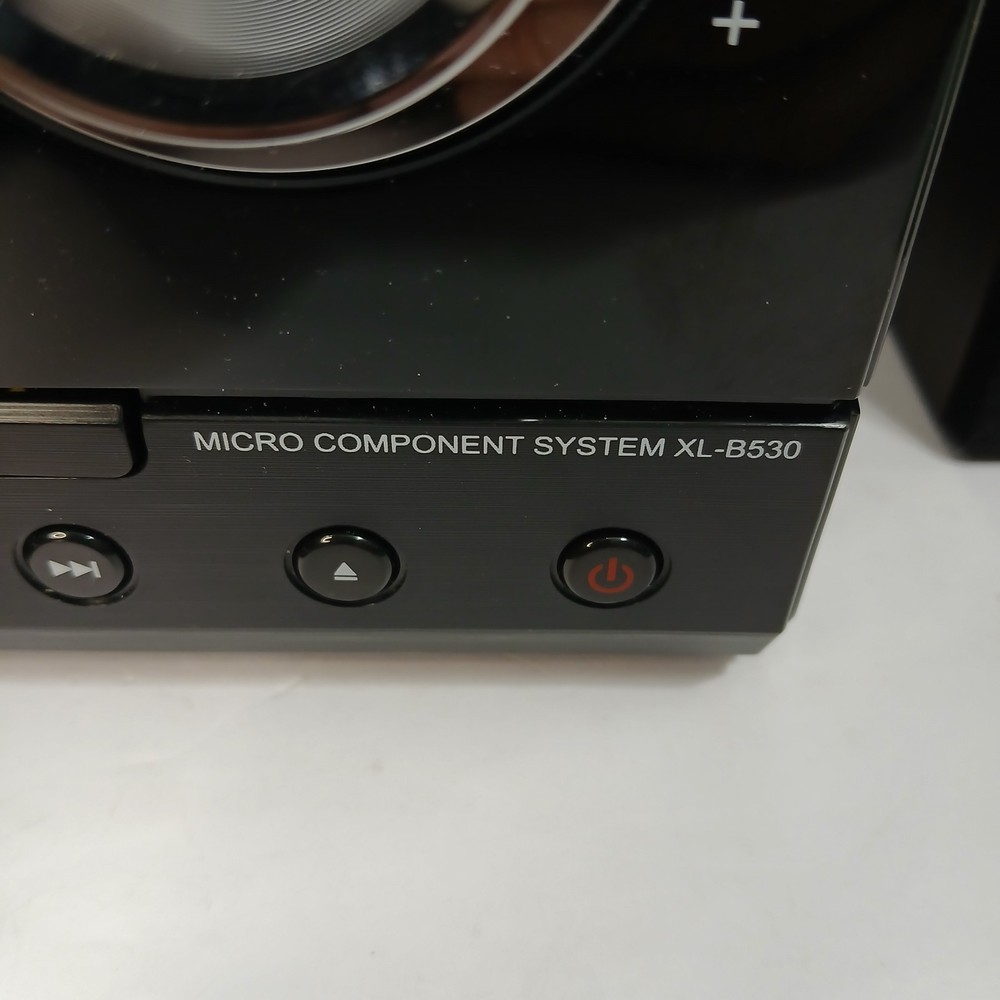 +
MICRO COMPONENT SYSTEM XL-B530